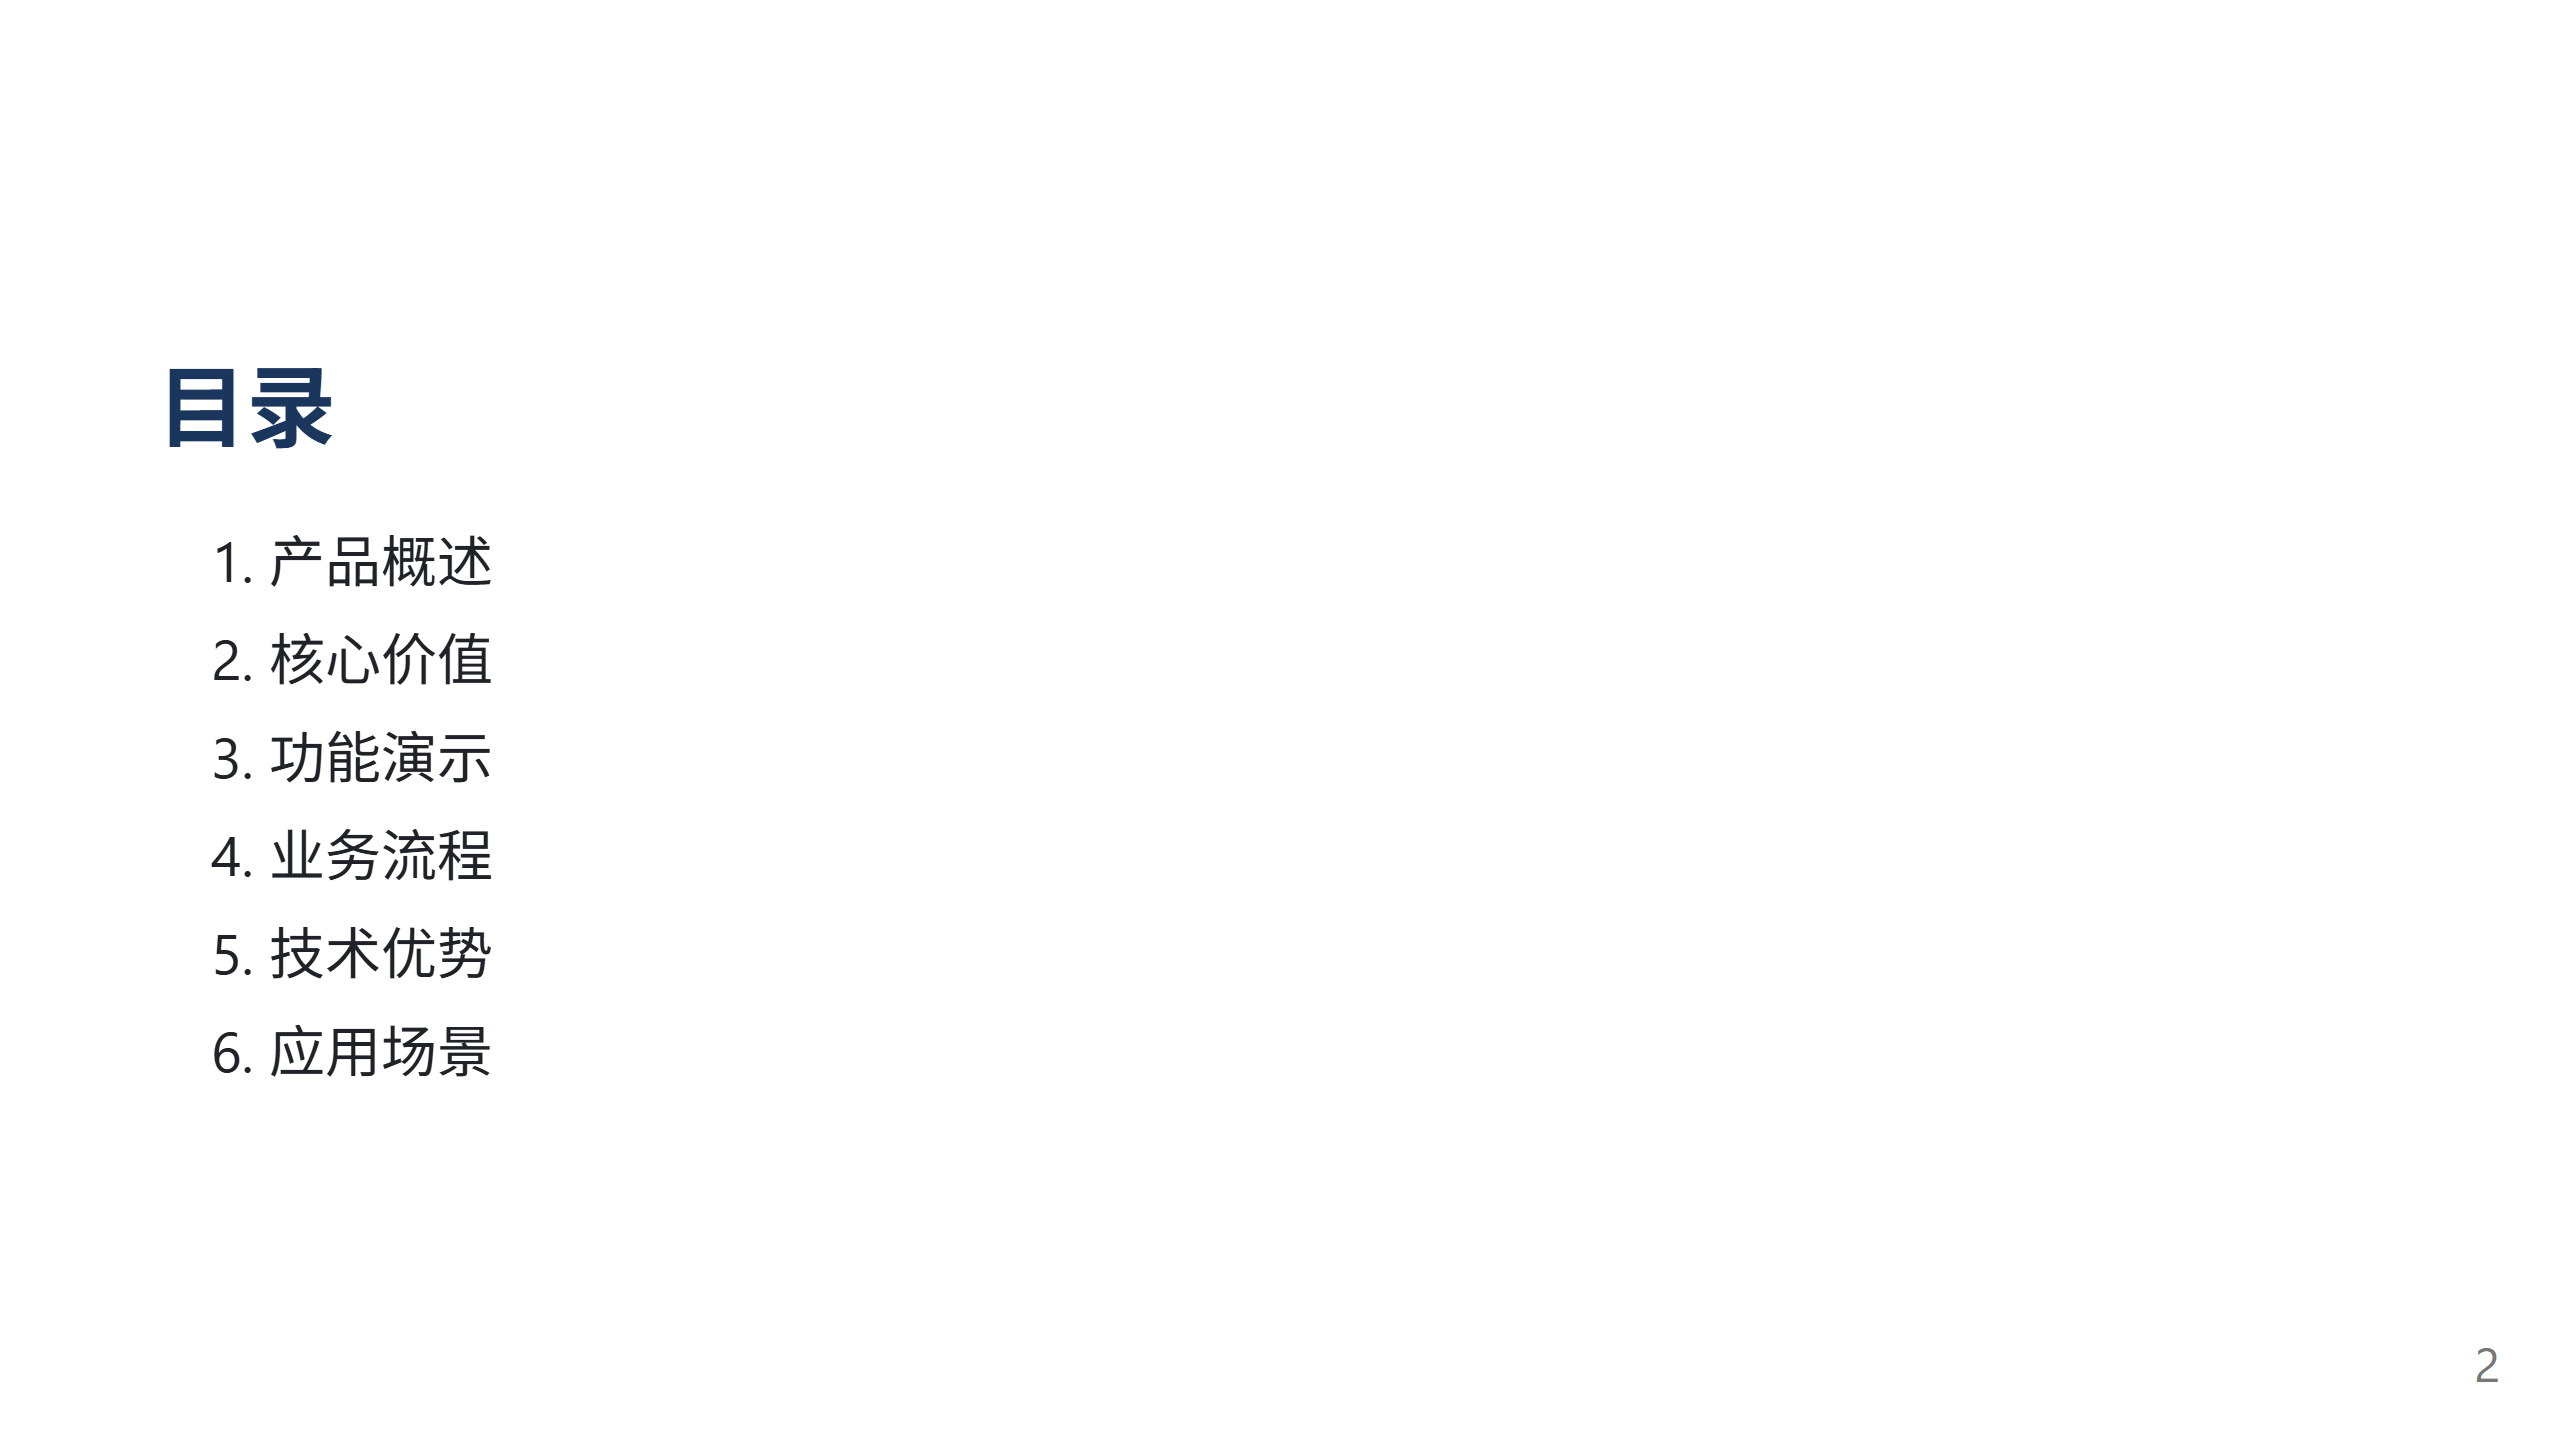 目录
1. 产品概述
2. 核心价值
3. 功能演示
4. 业务流程
5. 技术优势
6. 应用场景
2